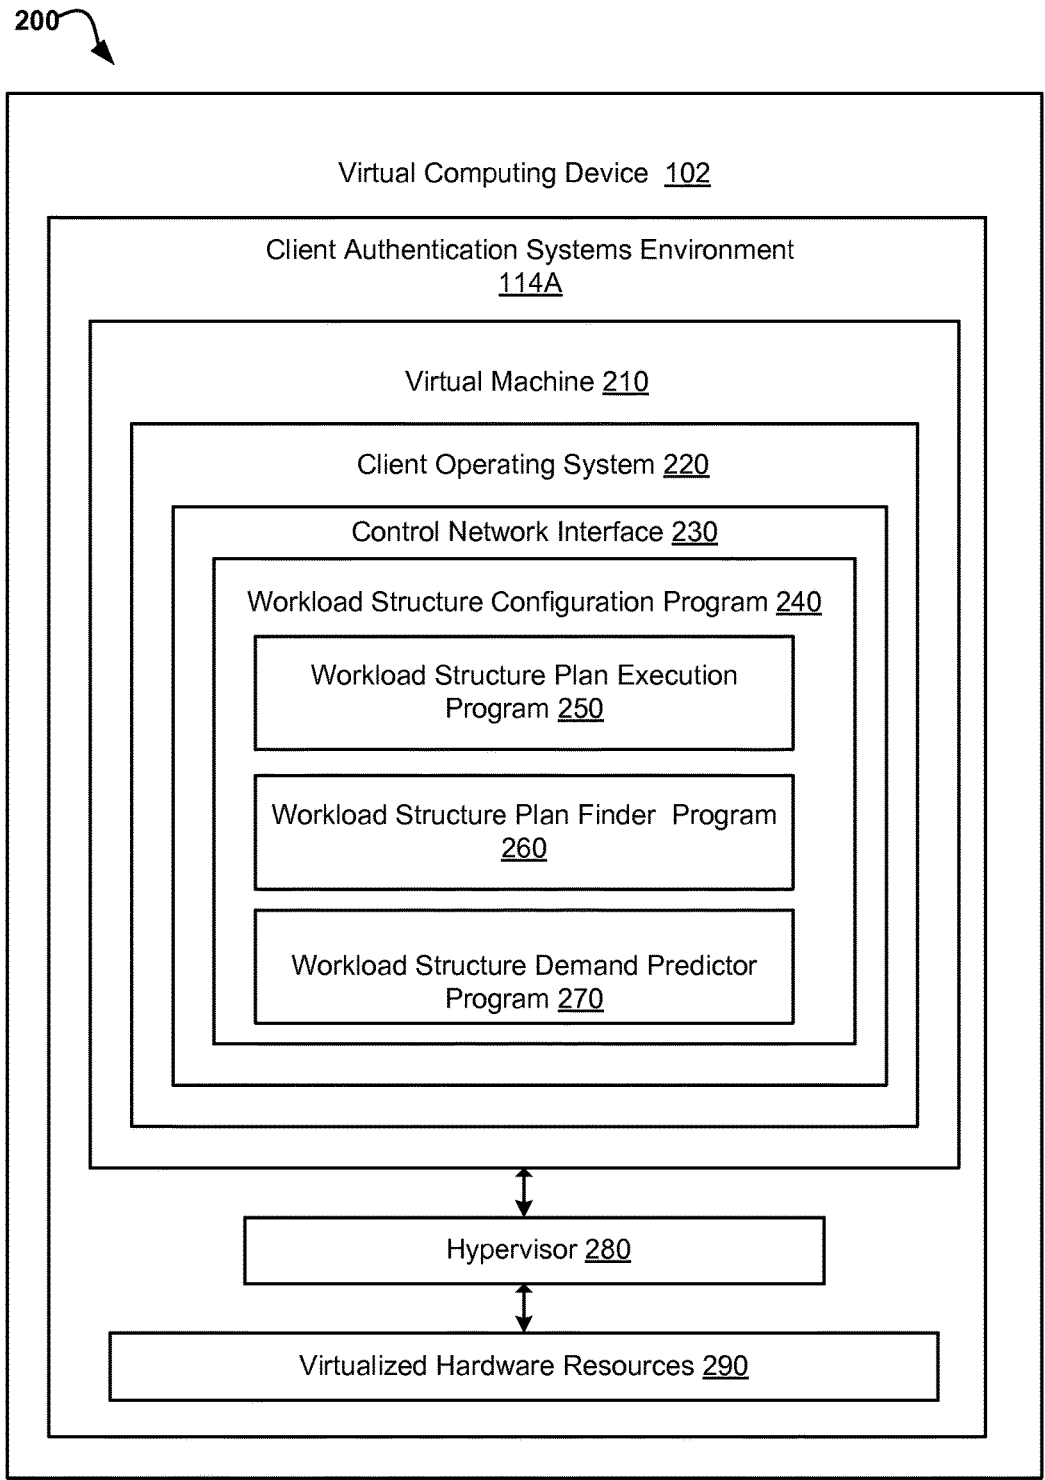 200
Virtual Computing Device 102
Client Authentication Systems Environment
114A
Virtual Machine 210
Client Operating System 220
Control Network Interface 230
Workload Structure Configuration Program 240
Workload Structure Plan Execution
Program 250
Workload Structure Plan Finder Program
260
Workload Structure Demand Predictor
Program 270
Hypervisor 280
Virtualized Hardware Resources 290